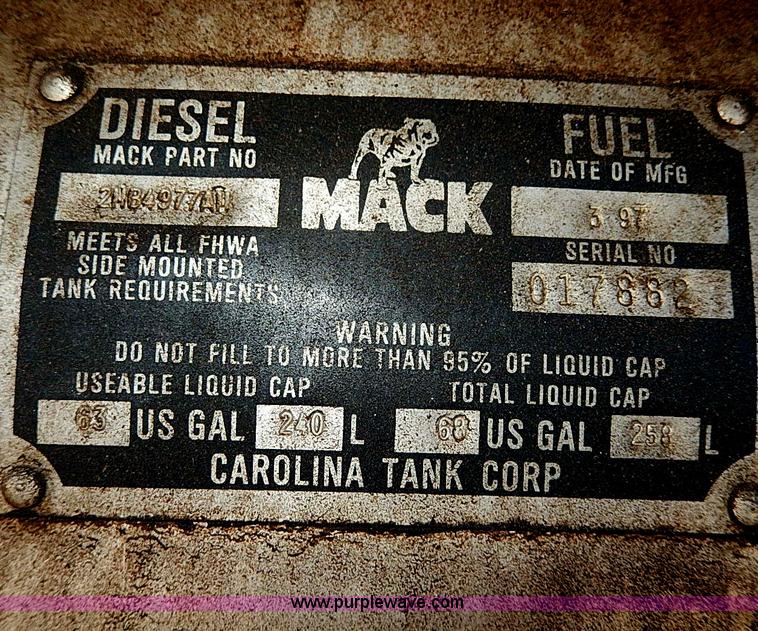 DIESEL
FUEL
MACK PART NO
DATE OF MFG
MACK
3 97
MEETS ALL FHWA
SIDE MOUNTED
TANK REQUIREMENTS
SERIAL NO
017882
WARNING
DO NOT FILL TO MORE THAN 95% OF LIQUID CAP
USEABLE LIQUID CAP
TOTAL LIQUID CAP
63 US GAL 240 L
68 US GAL 258 L
CAROLINA TANK CORP
www.purplewave.com